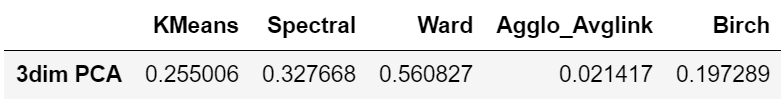 KMeans Spectral Ward Agglo_Avglink Birch
3dim PCA 0.255006 0.327668 0.560827 0.021417 0.197289